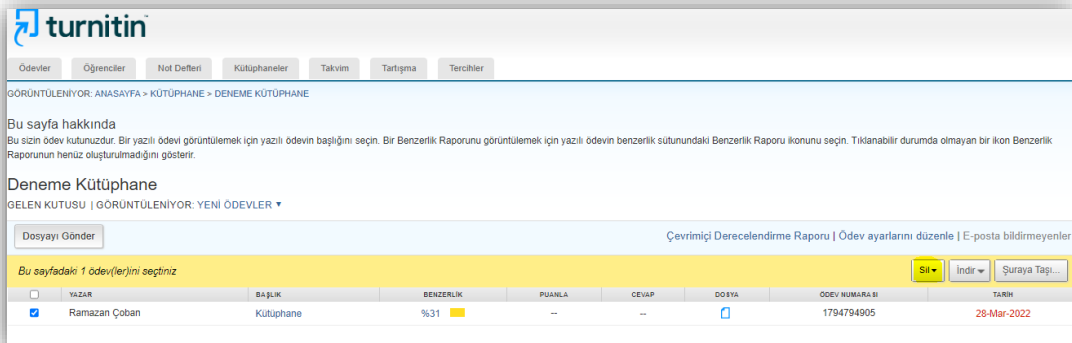 turnitin
Ödevler Öğrenciler Not Defteri Kütüphaneler Takvim Tartışma Tercihler
GÖRÜNTÜLENİYOR: ANASAYFA > KÜTÜPHANE > DENEME KÜTÜPHANE
Bu sayfa hakkında
Bu sizin ödev kutunuzdur. Bir yazılı ödevi görüntülemek için yazılı ödevin başlığını seçin. Bir Benzerlik Raporunu görüntülemek için yazılı ödevin benzerlik sütunundaki Benzerlik Raporu ikonunu seçin. Tıklanabilir durumda olmayan bir ikon Benzerlik
Raporunun henüz oluşturulmadığını gösterir.
Deneme Kütüphane
GELEN KUTUSU | GÖRÜNTÜLENİYOR: YENİ ÖDEVLER ▼
Dosyayı Gönder Çevrimiçi Derecelendirme Raporu | Ödev ayarlarını düzenle | E-posta bildirmeyenler
Bu sayfadaki 1 ödev(ler)ini seçtiniz Sil İndir Şuraya Taşı...
YAZAR BAŞLIK BENZERLİK PUANLA CEVAP DOSYA ÖDEV NUMARASI TARİH
Ramazan Çoban Kütüphane %31 -- -- 1794794905 28-Mar-2022